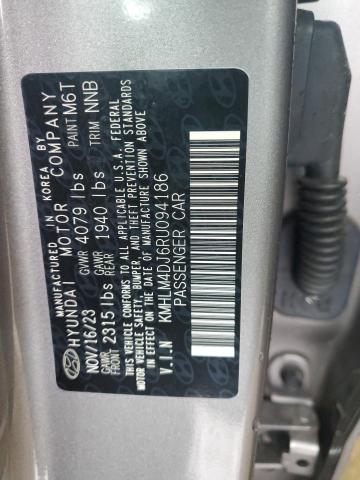 MANUFACTURED IN KOREA BY
HYUNDAI MOTOR COMPANY
NOV/16/23 GVWR 4079 lbs PAINT M6T
GAWR FRONT 2315 lbs GAWR REAR 1940 lbs TRIM NNB
THIS VEHICLE CONFORMS TO ALL APPLICABLE U.S.A. FEDERAL
MOTOR VEHICLE SAFETY, BUMPER, AND THEFT PREVENTION STANDARDS
IN EFFECT ON THE DATE OF MANUFACTURE SHOWN ABOVE
KMHLM4DJ6RU094186
V.I.N PASSENGER CAR